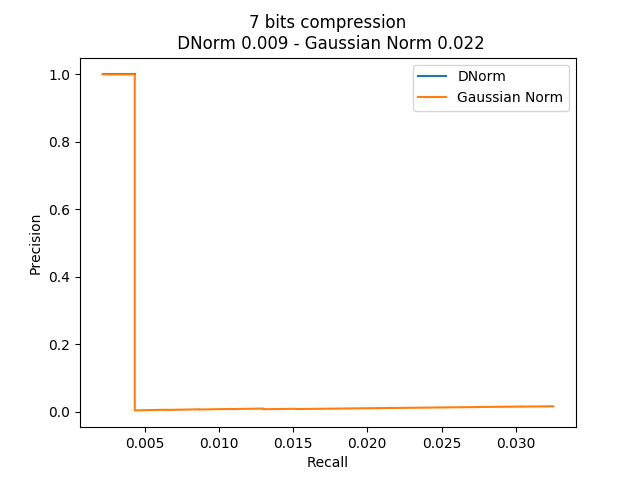 7 bits compression
DNorm 0.009 - Gaussian Norm 0.022
DNorm
Gaussian Norm
1.0
0.8
0.6
0.4
0.2
0.0
Precision
0.005
0.010
0.015
0.020
0.025
0.030
Recall